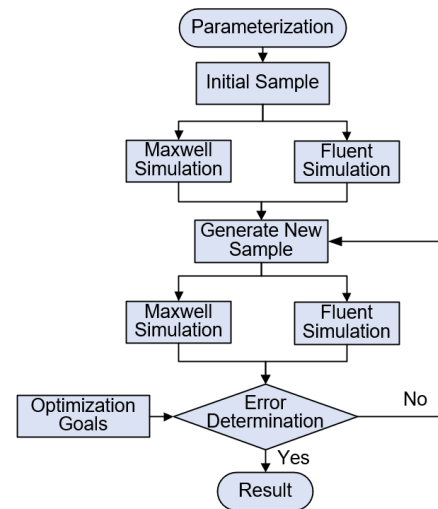 Parameterization
Initial Sample
Maxwell
Simulation
Fluent
Simulation
Generate New
Sample
Maxwell
Simulation
Fluent
Simulation
Optimization
Goals
Error
Determination
No
Yes
Result